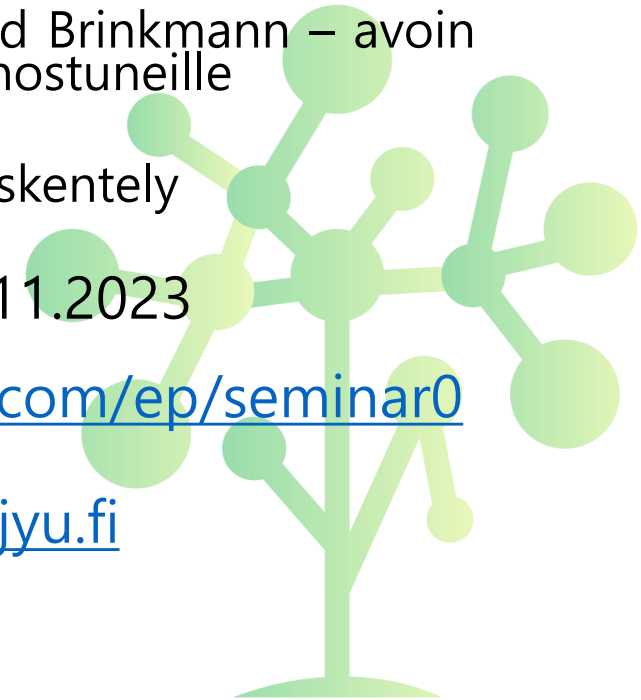 d Brinkmann – avoin
nostuneille
skentely
11.2023
.com/ep/seminar0
jyu.fi